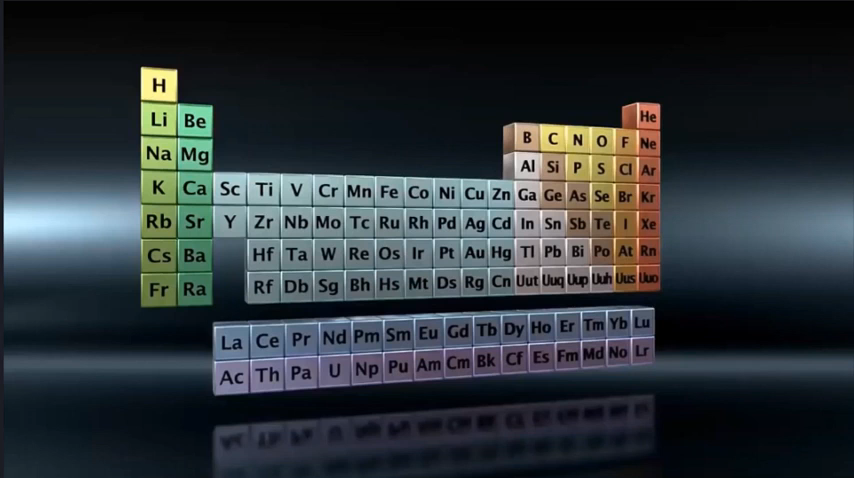 H He
Li Be B C N O F Ne
Na Mg Al Si P S Cl Ar
K Ca Sc Ti V Cr Mn Fe Co Ni Cu Zn Ga Ge As Se Br Kr
Rb Sr Y Zr Nb Mo Tc Ru Rh Pd Ag Cd In Sn Sb Te I Xe
Cs Ba Hf Ta W Re Os Ir Pt Au Hg Tl Pb Bi Po At Rn
Fr Ra Rf Db Sg Bh Hs Mt Ds Rg Cn Uut Uuq Uup Uuh Uus Uuo
La Ce Pr Nd Pm Sm Eu Gd Tb Dy Ho Er Tm Yb Lu
Ac Th Pa U Np Pu Am Cm Bk Cf Es Fm Md No Lr